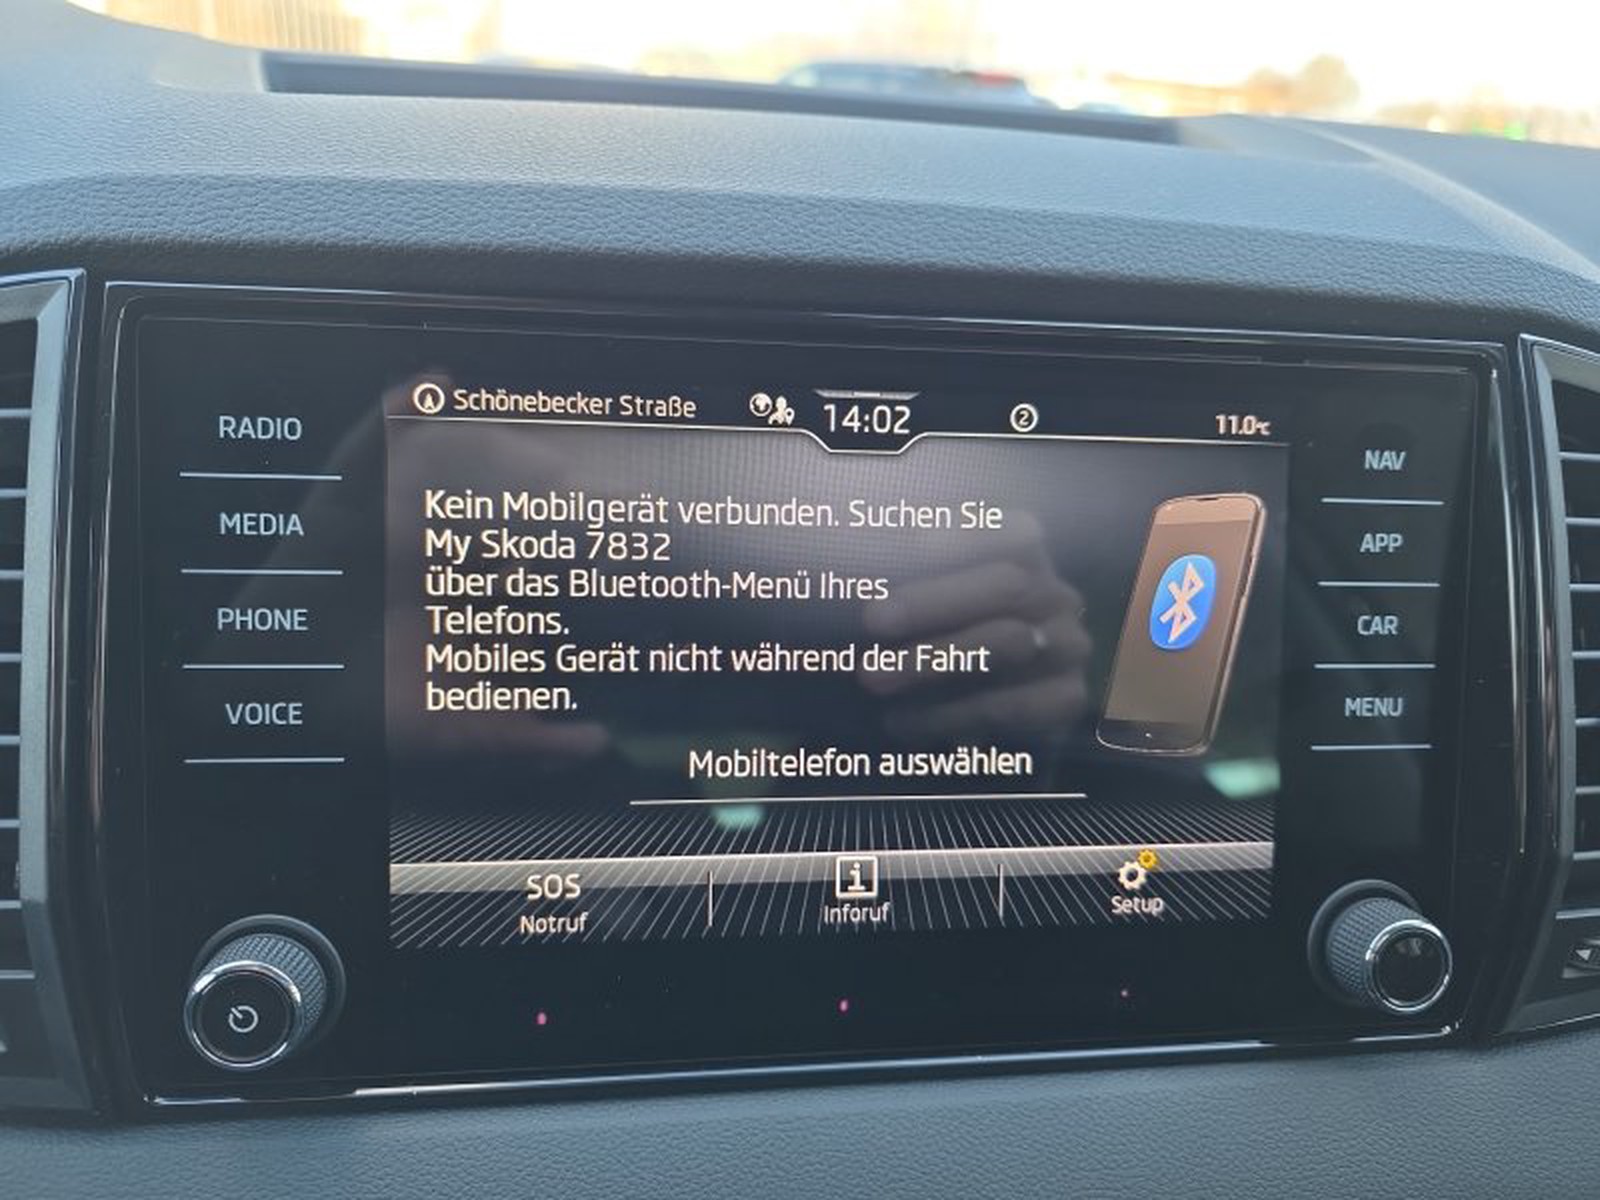 Schönebecker Straße 14:02 2 11.0°C
RADIO
MEDIA
PHONE
VOICE
Kein Mobilgerät verbunden. Suchen Sie
My Skoda 7832
über das Bluetooth-Menü Ihres
Telefons.
Mobiles Gerät nicht während der Fahrt
bedienen.
Mobiltelefon auswählen
SOS
Notruf
i
Inforuf
Setup
NAV
APP
CAR
MENU